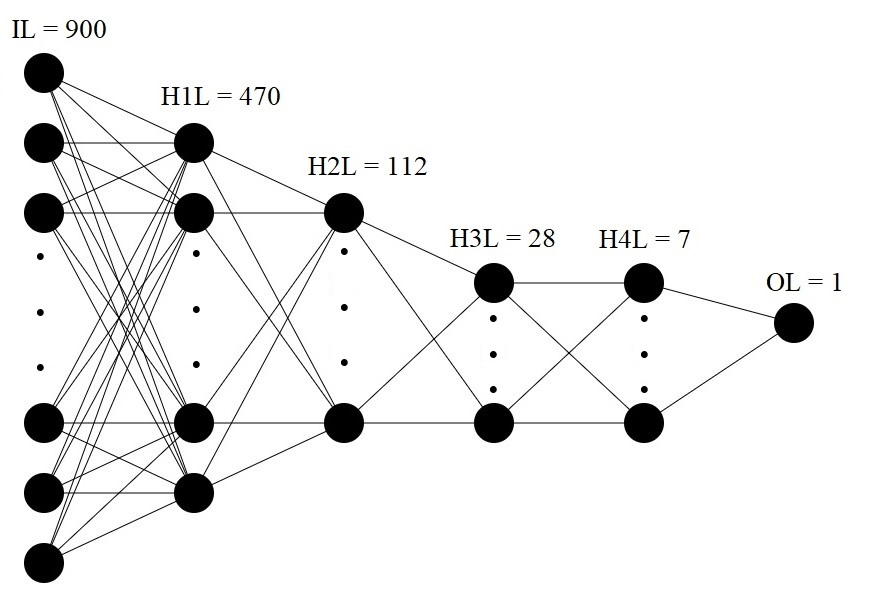 IL = 900
H1L = 470
H2L = 112
H3L = 28
H4L = 7
OL = 1